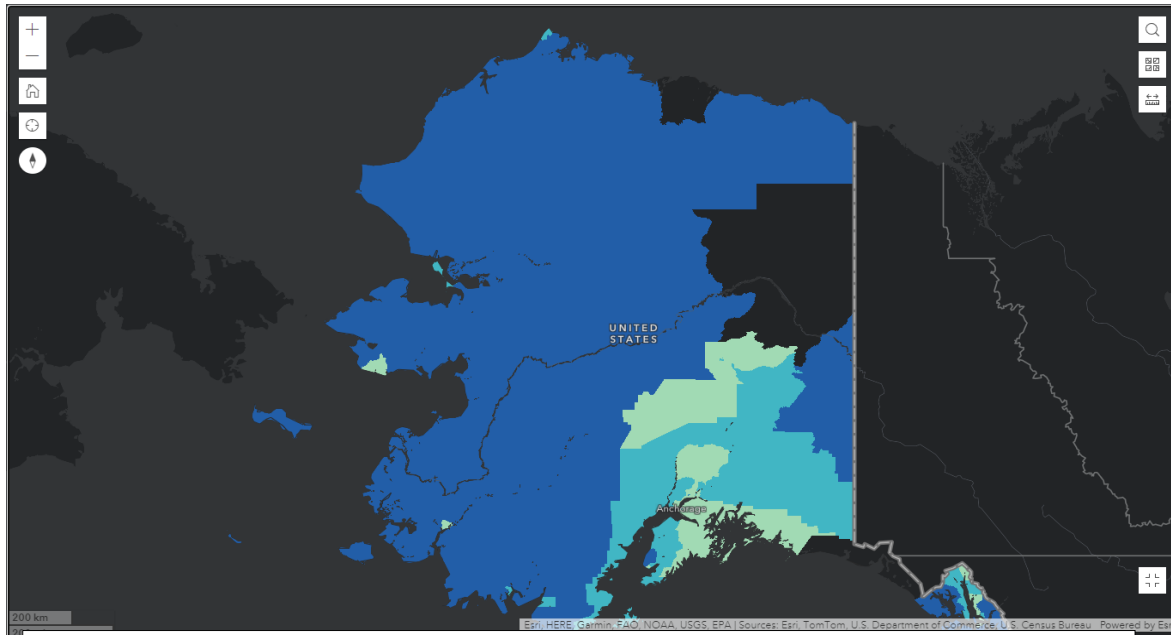 UNITED
STATES
Anchorage
200 km
Esri, HERE, Garmin, FAO, NOAA, USGS, EPA | Sources: Esri, TomTom, U.S. Department of Commerce, U.S. Census Bureau Powered by Esri